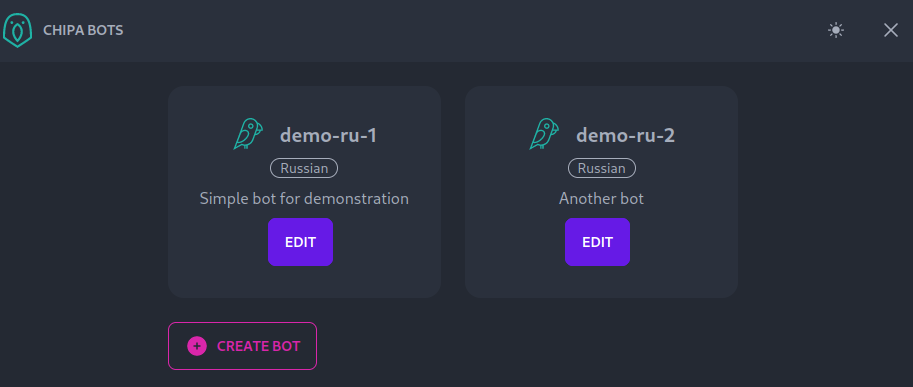 CHIPA BOTS
demo-ru-1
Russian
Simple bot for demonstration
EDIT
demo-ru-2
Russian
Another bot
EDIT
CREATE BOT